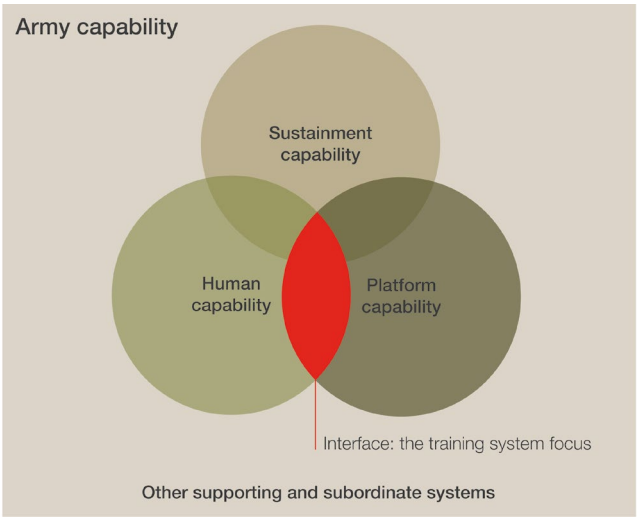 Army capability
Sustainment
capability
Human
capability
Platform
capability
Interface: the training system focus
Other supporting and subordinate systems